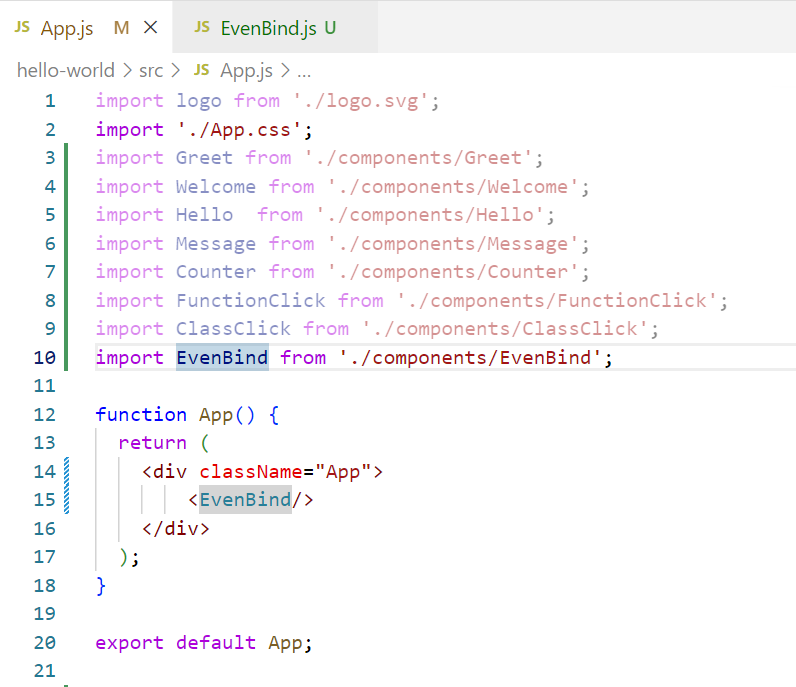 JS App.js M × JS EvenBind.js U
hello-world > src > JS App.js > ...
1 import logo from './logo.svg';
2 import './App.css';
3 import Greet from './components/Greet';
4 import Welcome from './components/Welcome';
5 import Hello  from './components/Hello';
6 import Message from './components/Message';
7 import Counter from './components/Counter';
8 import FunctionClick from './components/FunctionClick';
9 import ClassClick from './components/ClassClick';
10 import EvenBind from './components/EvenBind';
11
12 function App() {
13   return (
14     <div className="App">
15         <EvenBind/>
16     </div>
17   );
18 }
19
20 export default App;
21